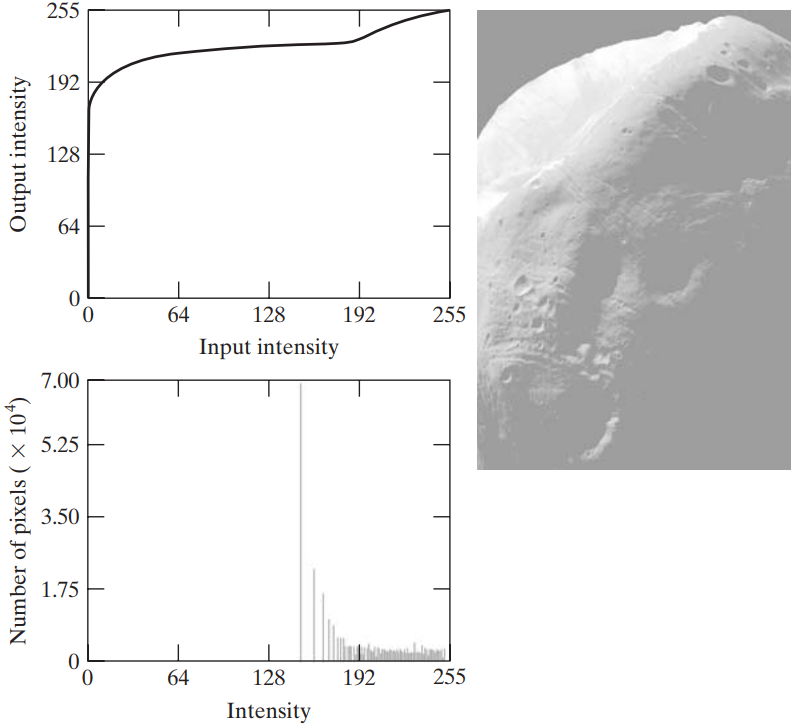 255
192
128
64
0
Output intensity
0 64 128 192 255
Input intensity
7.00
5.25
3.50
1.75
0
Number of pixels ( × 10⁴)
0 64 128 192 255
Intensity